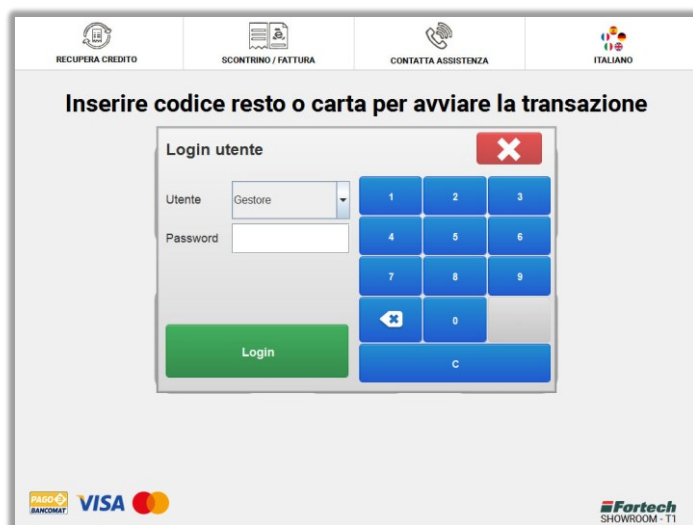 RECUPERA CREDITO
SCONTRINO / FATTURA
CONTATTA ASSISTENZA
ITALIANO
Inserire codice resto o carta per avviare la transazione
Login utente
Utente
Gestore
1
2
3
Password
4
5
6
7
8
9
0
Login
C
PAGO
BANCOMAT
VISA
Fortech
SHOWROOM - T1